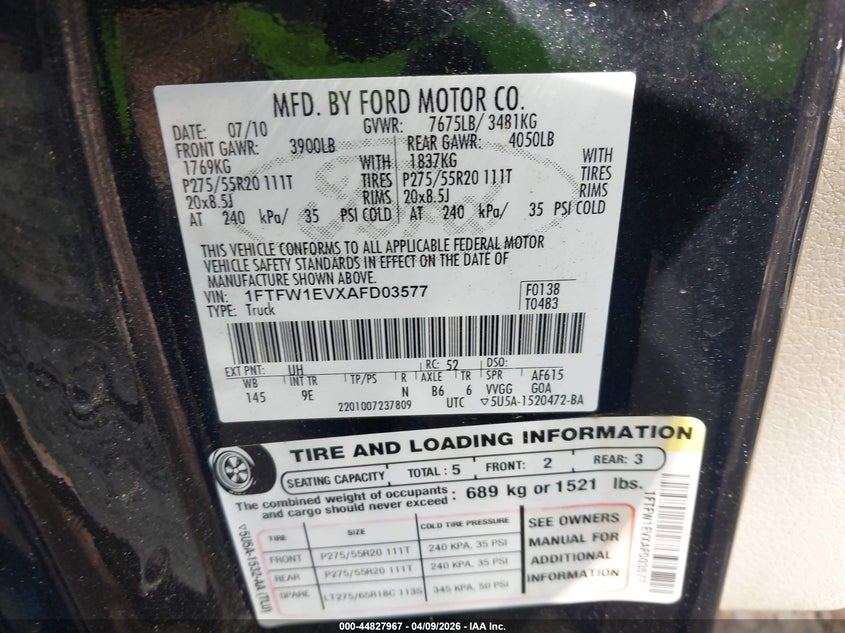 MFD. BY FORD MOTOR CO.
DATE: 07/10 GVWR: 7675LB/ 3481KG
FRONT GAWR: 3900LB REAR GAWR: 4050LB
1769KG WITH 1837KG WITH
P275/55R20 111T TIRES P275/55R20 111T TIRES
20x8.5J RIMS 20x8.5J RIMS
AT 240 kPa/ 35 PSI COLD AT 240 kPa/ 35 PSI COLD
THIS VEHICLE CONFORMS TO ALL APPLICABLE FEDERAL MOTOR
VEHICLE SAFETY STANDARDS IN EFFECT ON THE DATE OF
MANUFACTURE SHOWN ABOVE.
VIN: 1FTFW1EVXAFD03577 F0138
TYPE: Truck T0483
EXT PNT: UH RC: 52 DSO:
WB INT TR TP/PS R AXLE TR SPR AF615
145 9E N B6 6 VVGG G0A
2201007237809 UTC ▽5U5A-1520472-BA
TIRE AND LOADING INFORMATION
SEATING CAPACITY TOTAL: 5 FRONT: 2 REAR: 3
The combined weight of occupants and cargo should never exceed: 689 kg or 1521 lbs.
TIRE SIZE COLD TIRE PRESSURE
FRONT P275/55R20 111T 240 KPA, 35 PSI
REAR P275/55R20 111T 240 KPA, 35 PSI
SPARE LT275/65R18C 113S 345 KPA, 50 PSI
SEE OWNERS
MANUAL FOR
ADDITIONAL
INFORMATION
▽5U5A-1532-AA (TLU)
1FTFW1EVXAFD03577
000-44827967 - 04/09/2026 - IAA Inc.